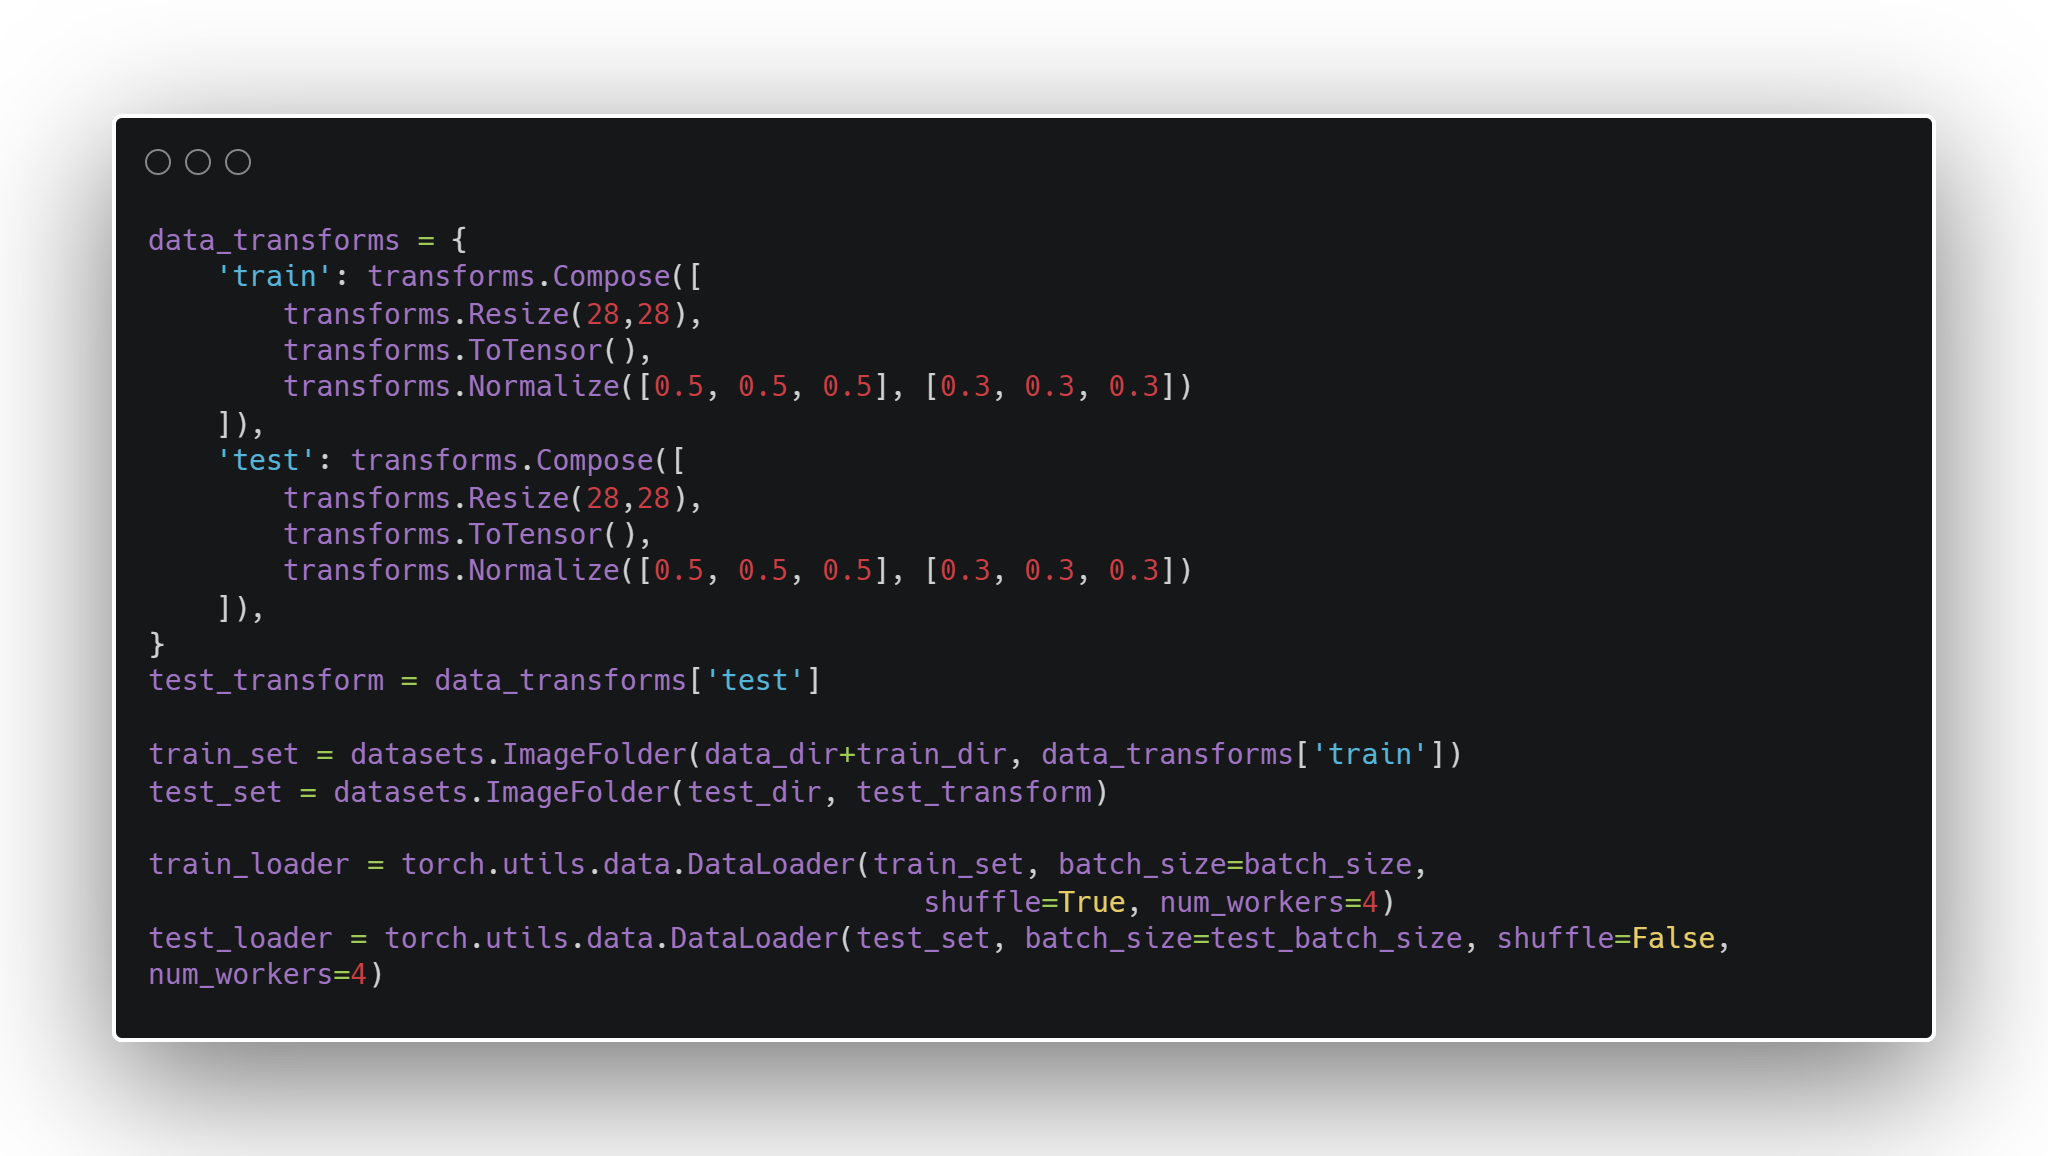 data_transforms = {
    'train': transforms.Compose([
        transforms.Resize(28,28),
        transforms.ToTensor(),
        transforms.Normalize([0.5, 0.5, 0.5], [0.3, 0.3, 0.3])
    ]),
    'test': transforms.Compose([
        transforms.Resize(28,28),
        transforms.ToTensor(),
        transforms.Normalize([0.5, 0.5, 0.5], [0.3, 0.3, 0.3])
    ]),
}
test_transform = data_transforms['test']

train_set = datasets.ImageFolder(data_dir+train_dir, data_transforms['train'])
test_set = datasets.ImageFolder(test_dir, test_transform)

train_loader = torch.utils.data.DataLoader(train_set, batch_size=batch_size,
                                              shuffle=True, num_workers=4)
test_loader = torch.utils.data.DataLoader(test_set, batch_size=test_batch_size, shuffle=False,
num_workers=4)